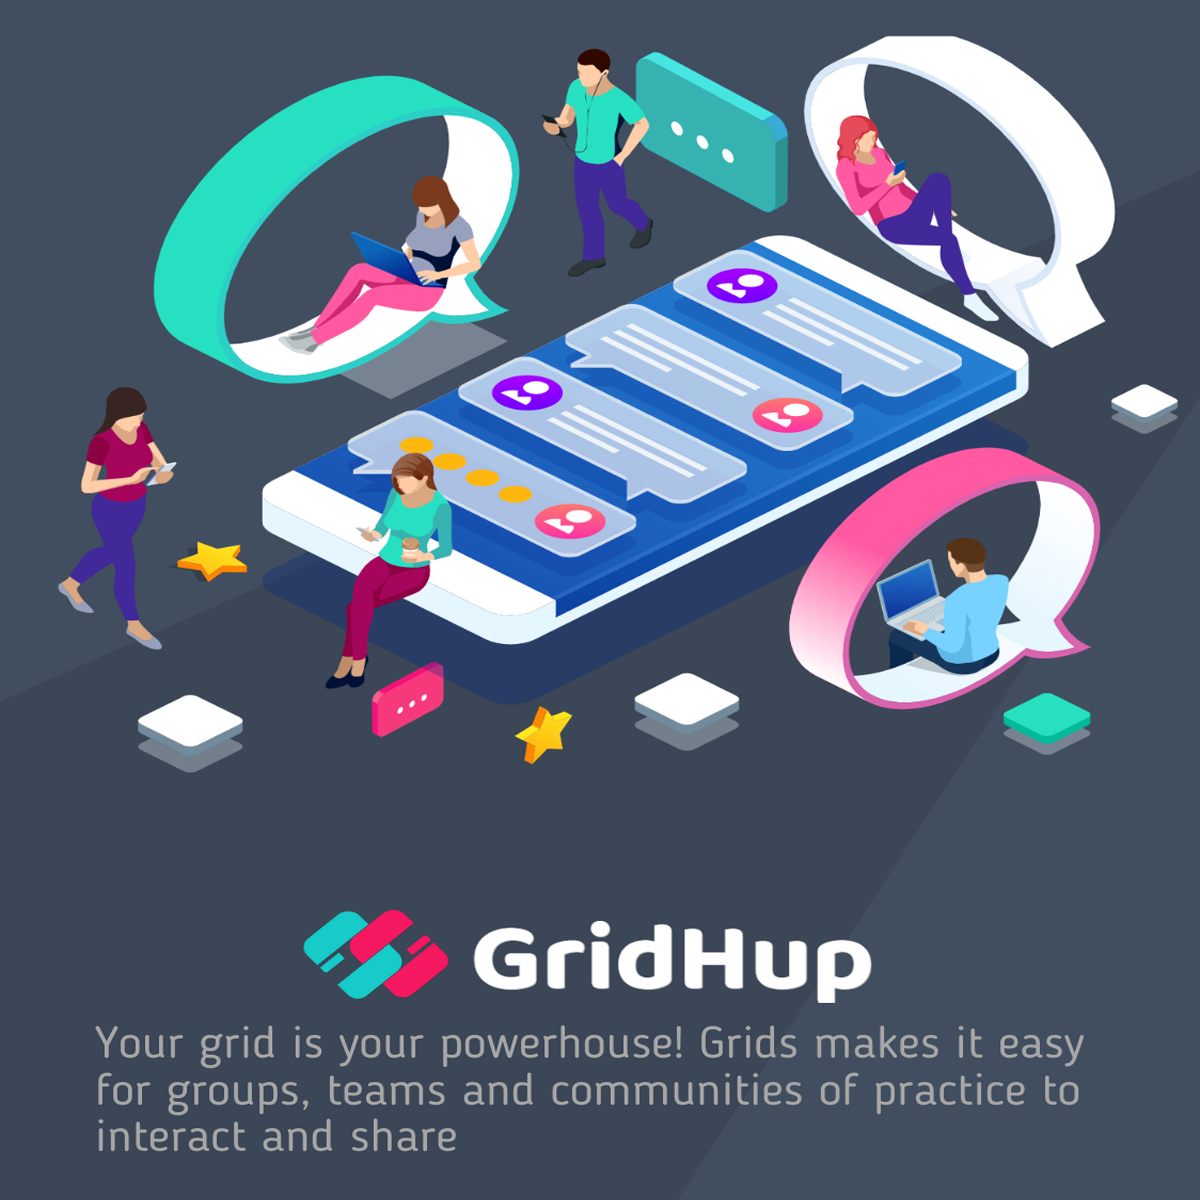 GridHup
Your grid is your powerhouse! Grids makes it easy
for groups, teams and communities of practice to
interact and share